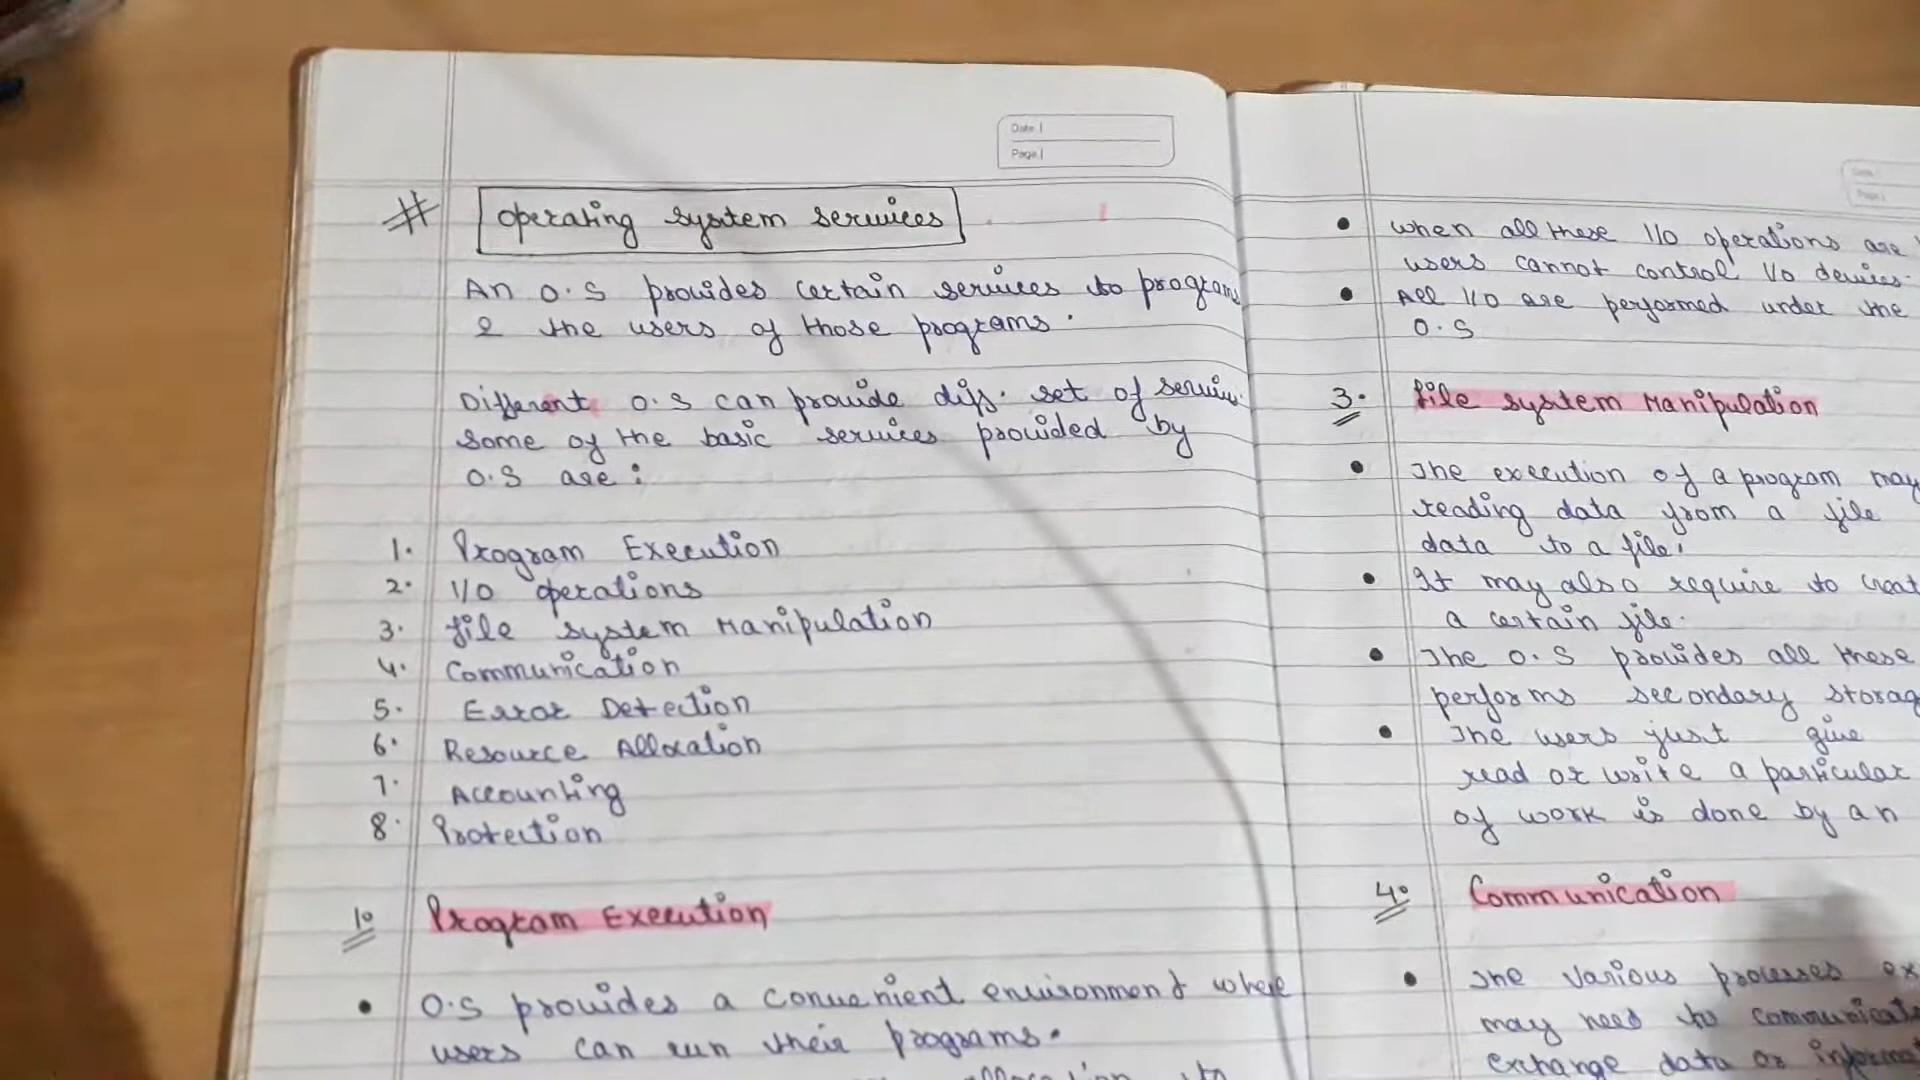 Date |
Page |
# Operating system services
An O.S provides certain services to programs
& the users of those programs.
Different O.S can provide diff. set of
some of the basic services provided by
O.S are :
1. Program Execution
2. I/O operations
3. file system Manipulation
4. Communication
5. Error Detection
6. Resource Allocation
7. Accounting
8. Protection
1. Program Execution
• O.S provides a convenient environment where
users can run their programs.
to
• when all these I/O operations are
users cannot control I/O devices.
• All I/O are performed under the
O.S
3. file system Manipulation
• The execution of a program may
reading data from a file
data to a file.
• It may also require to
a certain file.
• The O.S provides all these
performs secondary
• The users just give
read or write a particular
of work is done by an
4. Communication
• The various processes
may need to
exchange data or